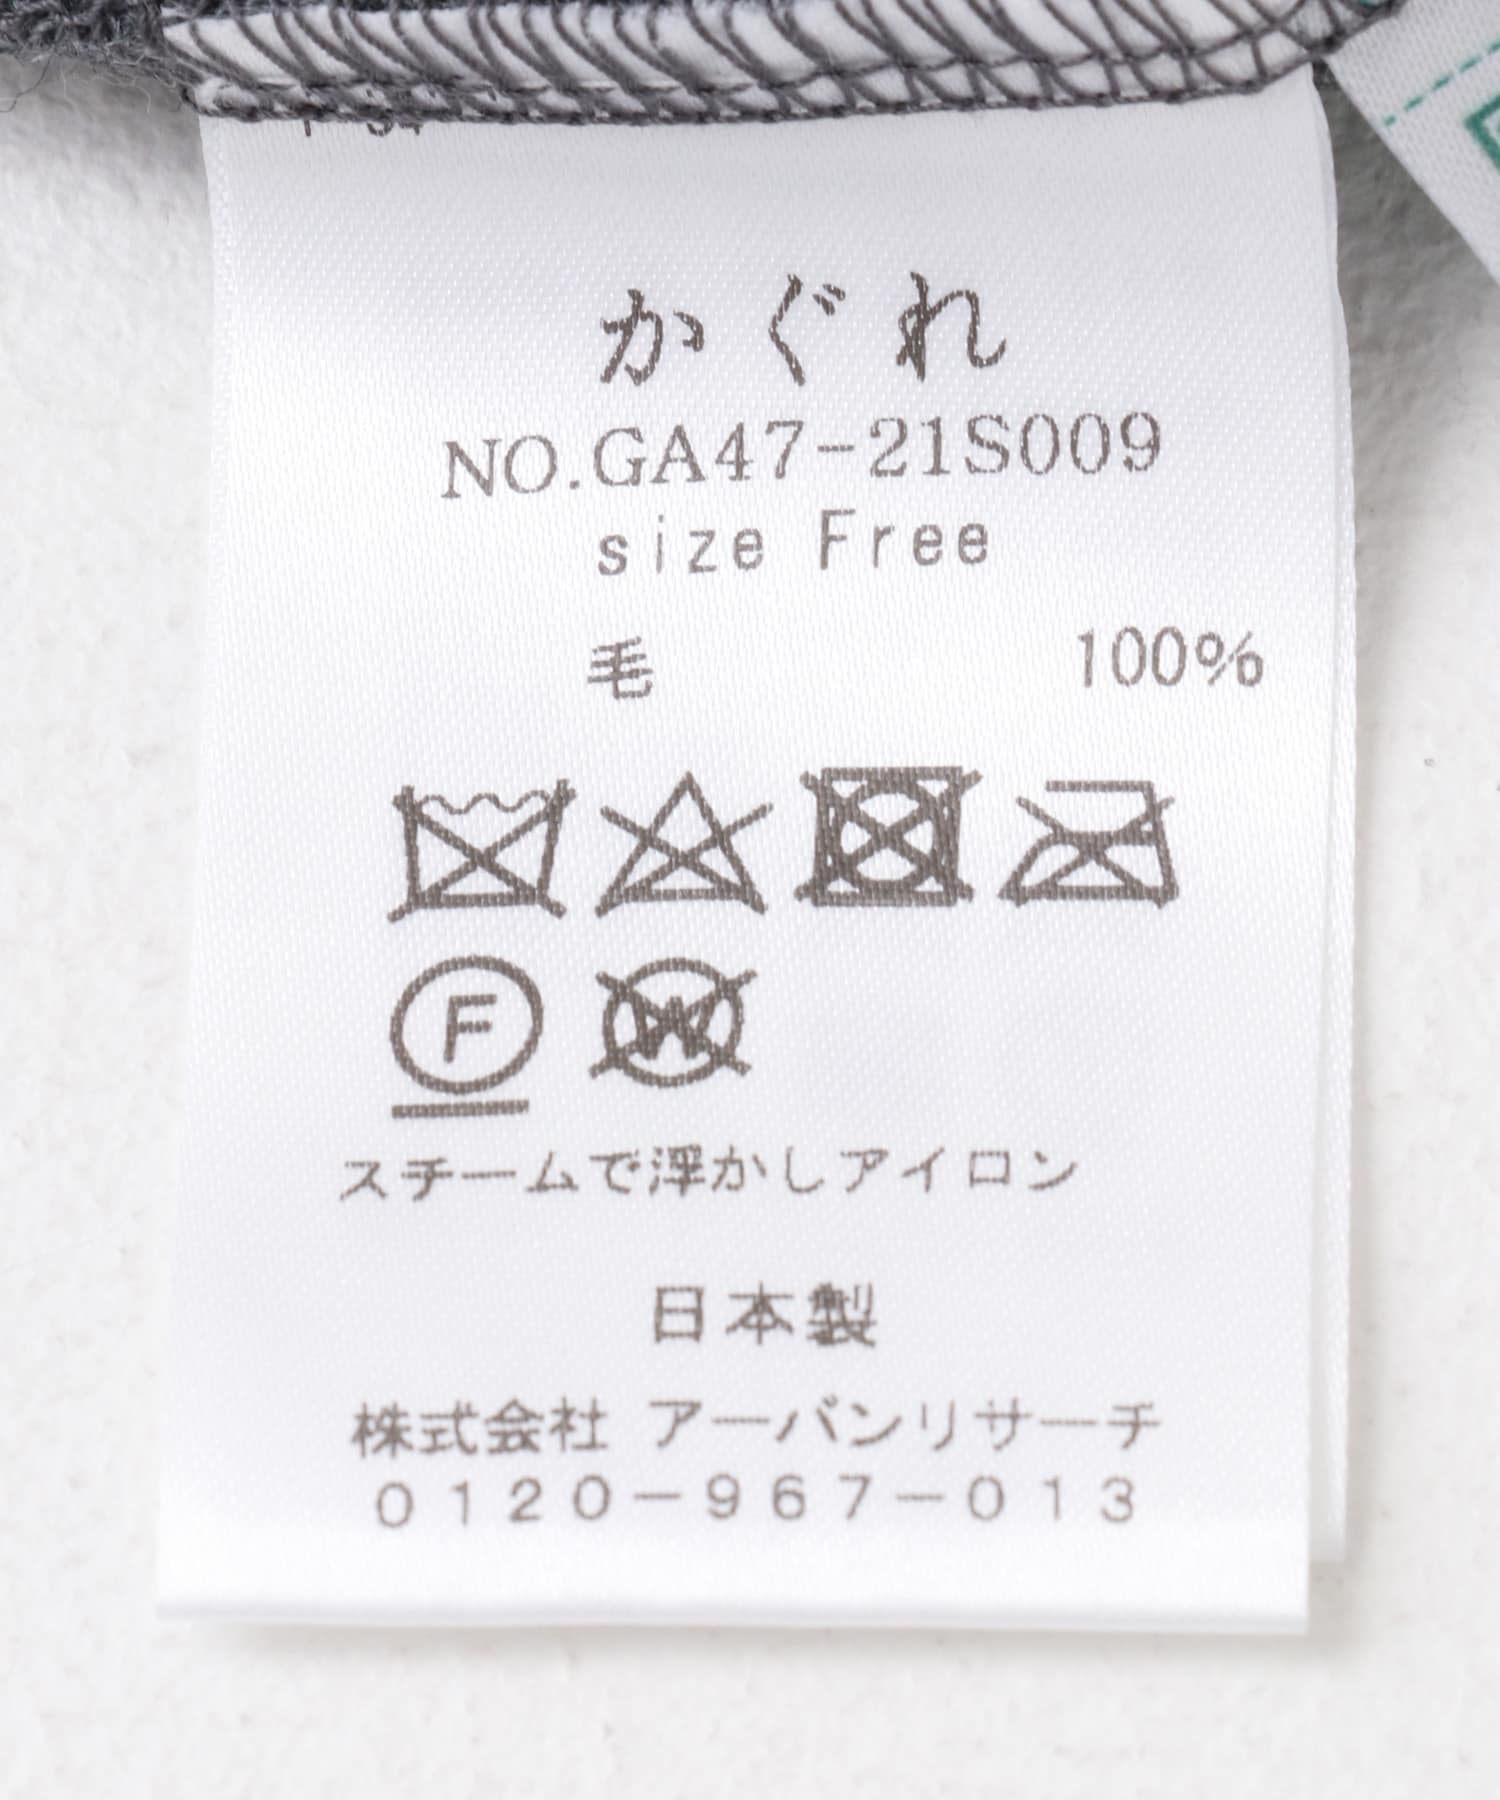 かぐれ
NO.GA47-21S009
size Free
毛 100%
F
W
スチームで浮かしアイロン
日本製
株式会社 アーバンリサーチ
0120-967-013